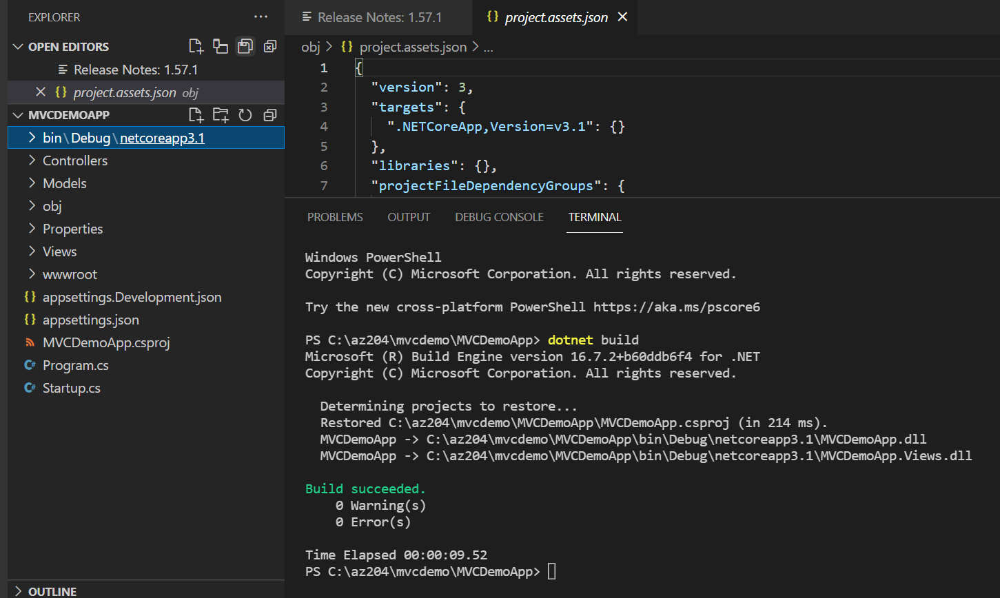 EXPLORER
OPEN EDITORS
Release Notes: 1.57.1
project.assets.json obj
MVCDEMOAPP
bin\Debug\netcoreapp3.1
Controllers
Models
obj
Properties
Views
wwwroot
appsettings.Development.json
appsettings.json
MVCDemoApp.csproj
Program.cs
Startup.cs
OUTLINE
Release Notes: 1.57.1
project.assets.json
obj > {} project.assets.json > ...
1 {
2 "version": 3,
3 "targets": {
4 ".NETCoreApp,Version=v3.1": {}
5 },
6 "libraries": {},
7 "projectFileDependencyGroups": {
PROBLEMS OUTPUT DEBUG CONSOLE TERMINAL
Windows PowerShell
Copyright (C) Microsoft Corporation. All rights reserved.
Try the new cross-platform PowerShell https://aka.ms/pscore6
PS C:\az204\mvcdemo\MVCDemoApp> dotnet build
Microsoft (R) Build Engine version 16.7.2+b60ddb6f4 for .NET
Copyright (C) Microsoft Corporation. All rights reserved.
Determining projects to restore...
Restored C:\az204\mvcdemo\MVCDemoApp\MVCDemoApp.csproj (in 214 ms).
MVCDemoApp -> C:\az204\mvcdemo\MVCDemoApp\bin\Debug\netcoreapp3.1\MVCDemoApp.dll
MVCDemoApp -> C:\az204\mvcdemo\MVCDemoApp\bin\Debug\netcoreapp3.1\MVCDemoApp.Views.dll
Build succeeded.
0 Warning(s)
0 Error(s)
Time Elapsed 00:00:09.52
PS C:\az204\mvcdemo\MVCDemoApp>